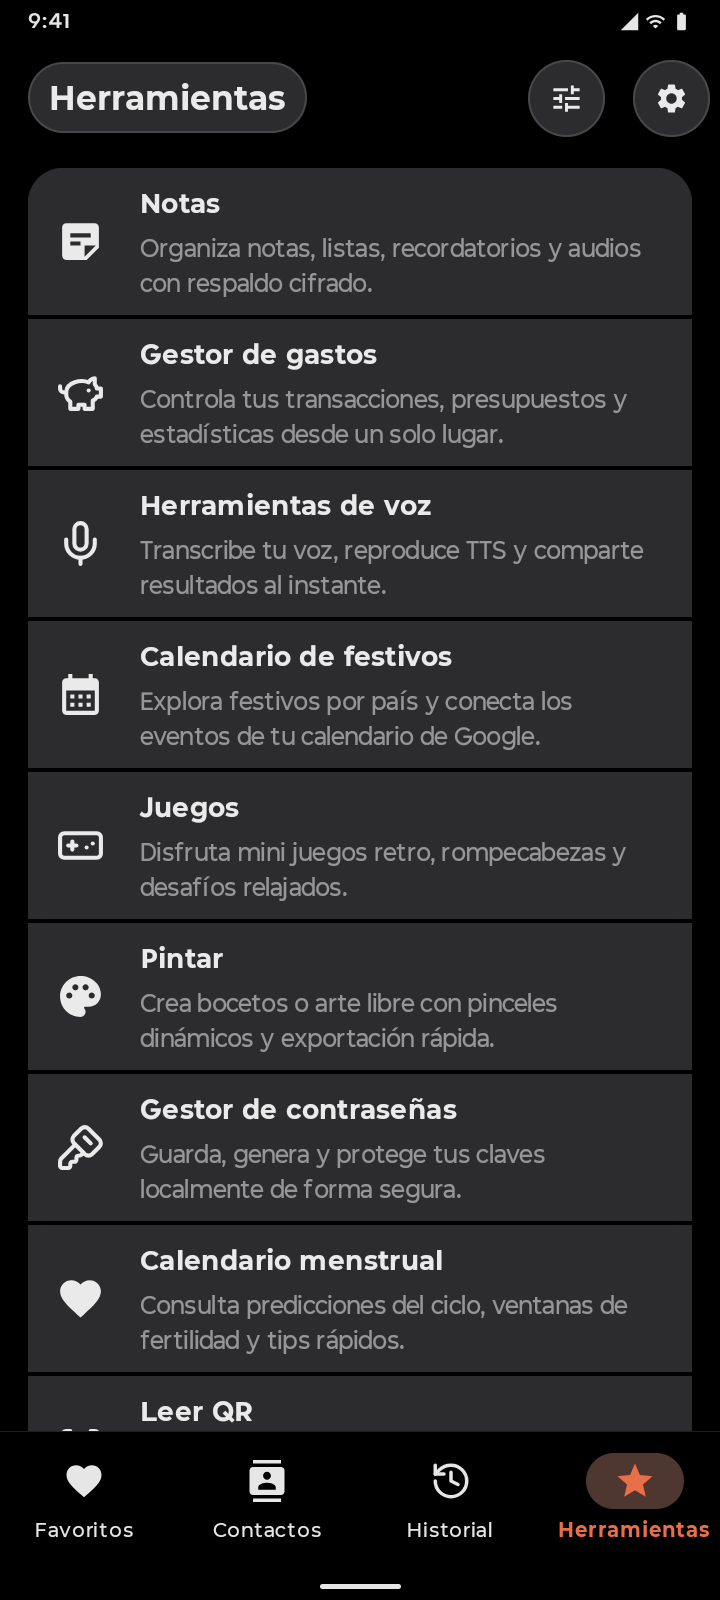 9:41
Herramientas
Notas
Organiza notas, listas, recordatorios y audios
con respaldo cifrado.
Gestor de gastos
Controla tus transacciones, presupuestos y
estadísticas desde un solo lugar.
Herramientas de voz
Transcribe tu voz, reproduce TTS y comparte
resultados al instante.
Calendario de festivos
Explora festivos por país y conecta los
eventos de tu calendario de Google.
Juegos
Disfruta mini juegos retro, rompecabezas y
desafíos relajados.
Pintar
Crea bocetos o arte libre con pinceles
dinámicos y exportación rápida.
Gestor de contraseñas
Guarda, genera y protege tus claves
localmente de forma segura.
Calendario menstrual
Consulta predicciones del ciclo, ventanas de
fertilidad y tips rápidos.
Leer QR
Favoritos
Contactos
Historial
Herramientas